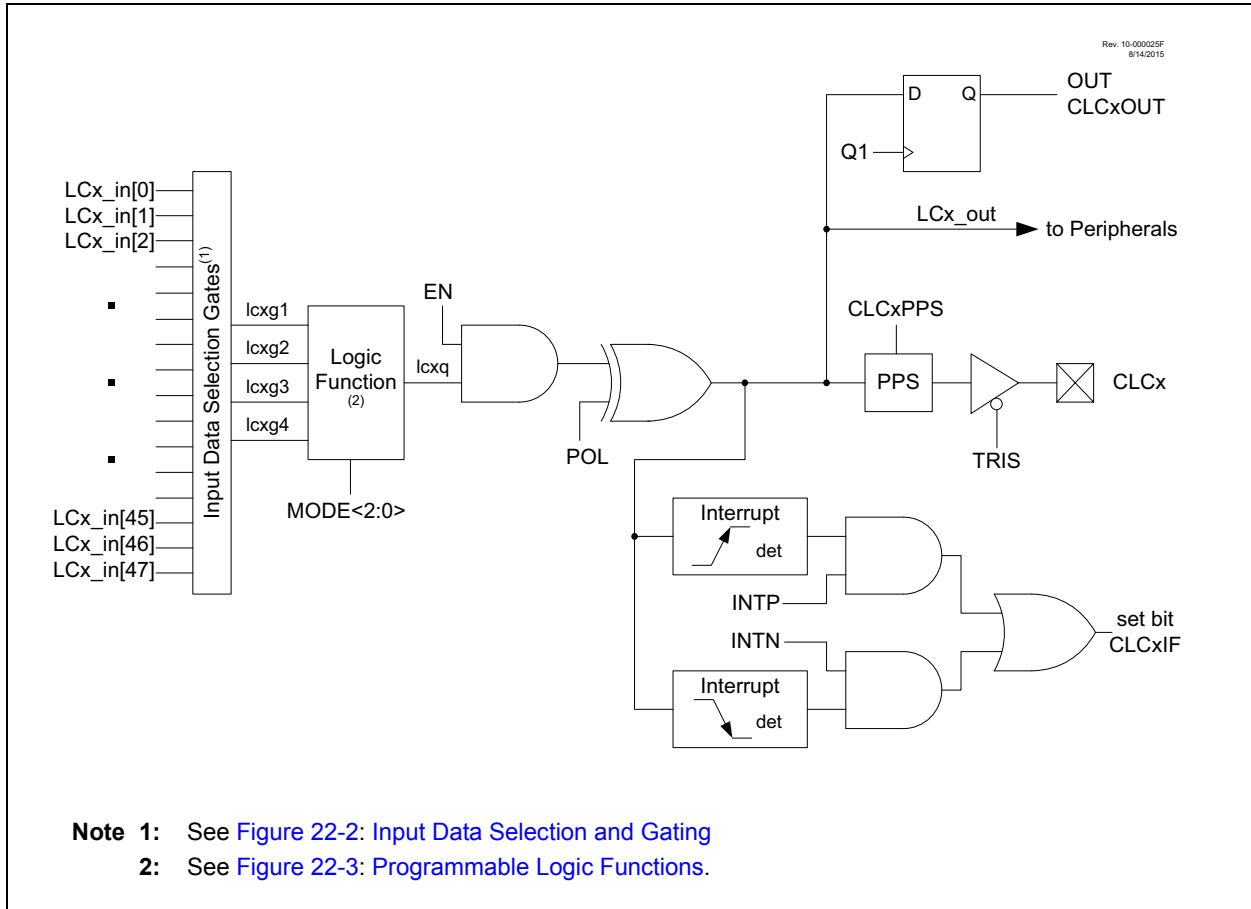 Rev. 10-000025F
8/14/2015
OUT
CLCxOUT
D
Q
Q1
LCx_out
to Peripherals
LCx_in[0]
LCx_in[1]
LCx_in[2]
LCx_in[45]
LCx_in[46]
LCx_in[47]
Input Data Selection Gates(1)
lcxg1
lcxg2
lcxg3
lcxg4
Logic
Function
(2)
MODE<2:0>
lcxq
EN
POL
CLCxPPS
PPS
CLCx
TRIS
Interrupt
det
INTP
INTN
Interrupt
det
set bit
CLCxIF
Note 1: See Figure 22-2: Input Data Selection and Gating
2: See Figure 22-3: Programmable Logic Functions.